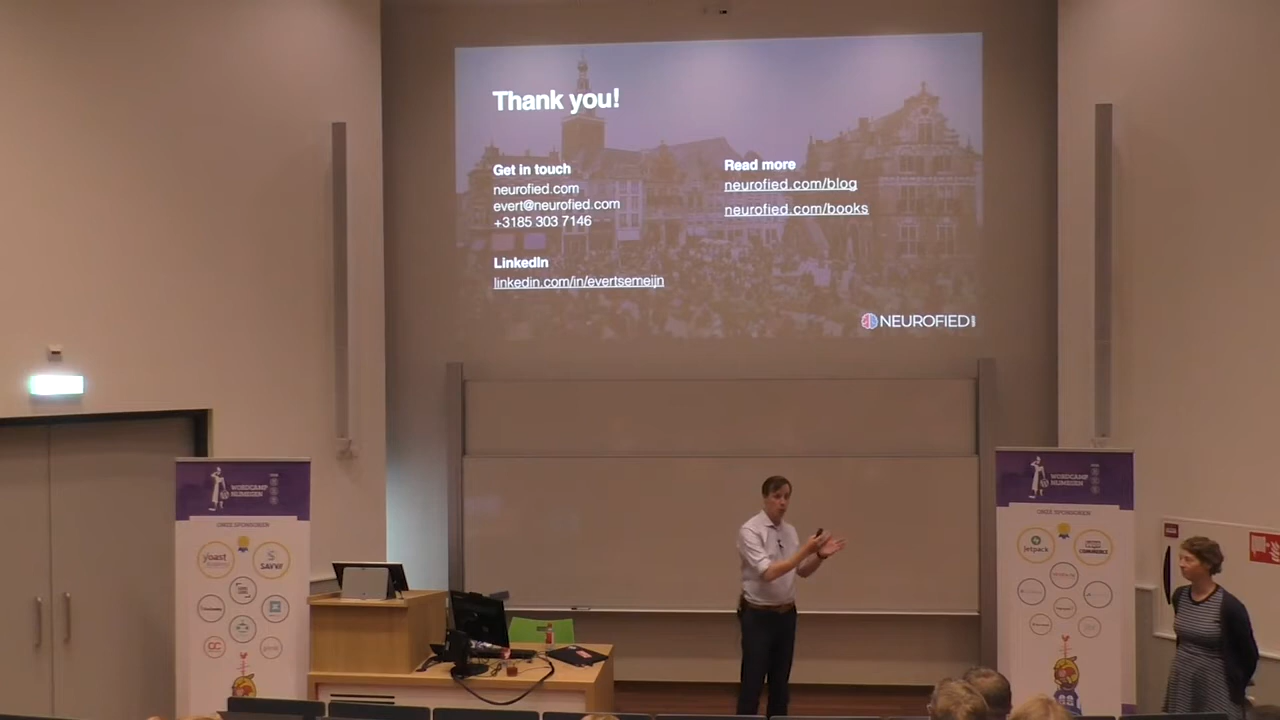 Thank you!
Get in touch
neurofied.com
evert@neurofied.com
+3185 303 7146
LinkedIn
linkedin.com/in/evertsemeijn
Read more
neurofied.com/blog
neurofied.com/books
NEUROFIED
WORDCAMP
NIJMEGEN
ONZE SPONSOREN
yoast
SAVVII
WORDCAMP
NIJMEGEN
ONZE SPONSOREN
jetpack